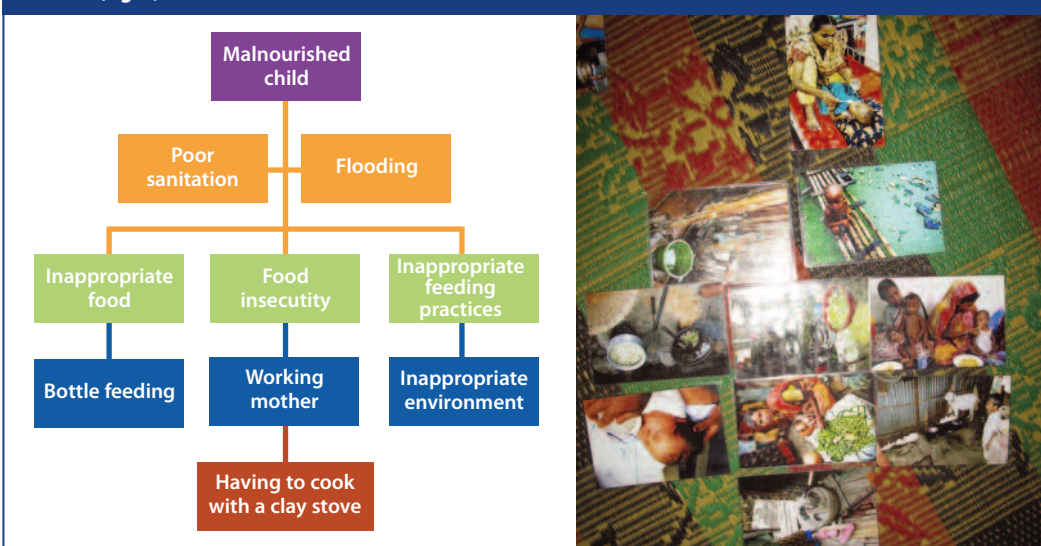 Malnourished
child
Poor
sanitation
Flooding
Inappropriate
food
Food
insecutity
Inappropriate
feeding
practices
Bottle feeding
Working
mother
Inappropriate
environment
Having to cook
with a clay stove